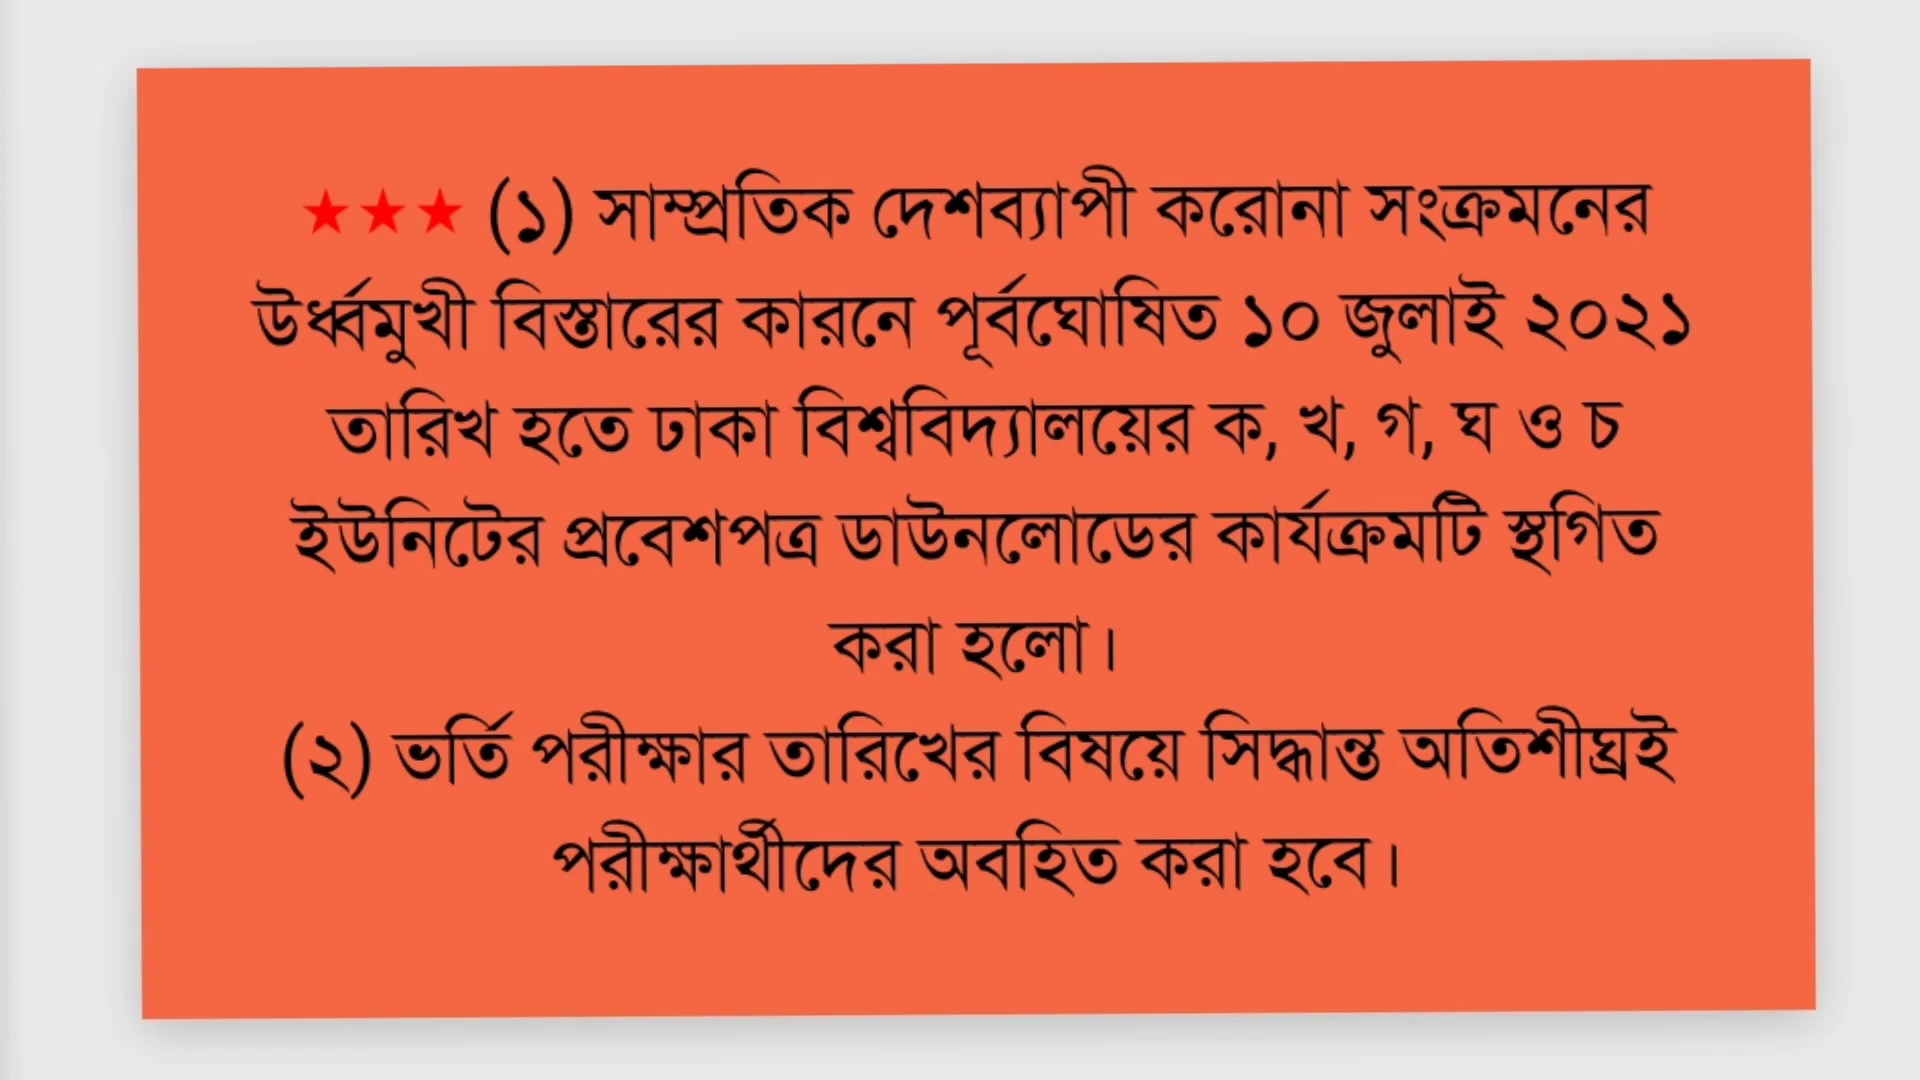 ★★★ (১) সাম্প্রতিক দেশব্যাপী করোনা সংক্রমনের
উর্ধ্বমুখী বিস্তারের কারনে পূর্বঘোষিত ১০ জুলাই ২০২১
তারিখ হতে ঢাকা বিশ্ববিদ্যালয়ের ক, খ, গ, ঘ ও চ
ইউনিটের প্রবেশপত্র ডাউনলোডের কার্যক্রমটি স্থগিত
করা হলো।
(২) ভর্তি পরীক্ষার তারিখের বিষয়ে সিদ্ধান্ত অতিশীঘ্রই
পরীক্ষার্থীদের অবহিত করা হবে।